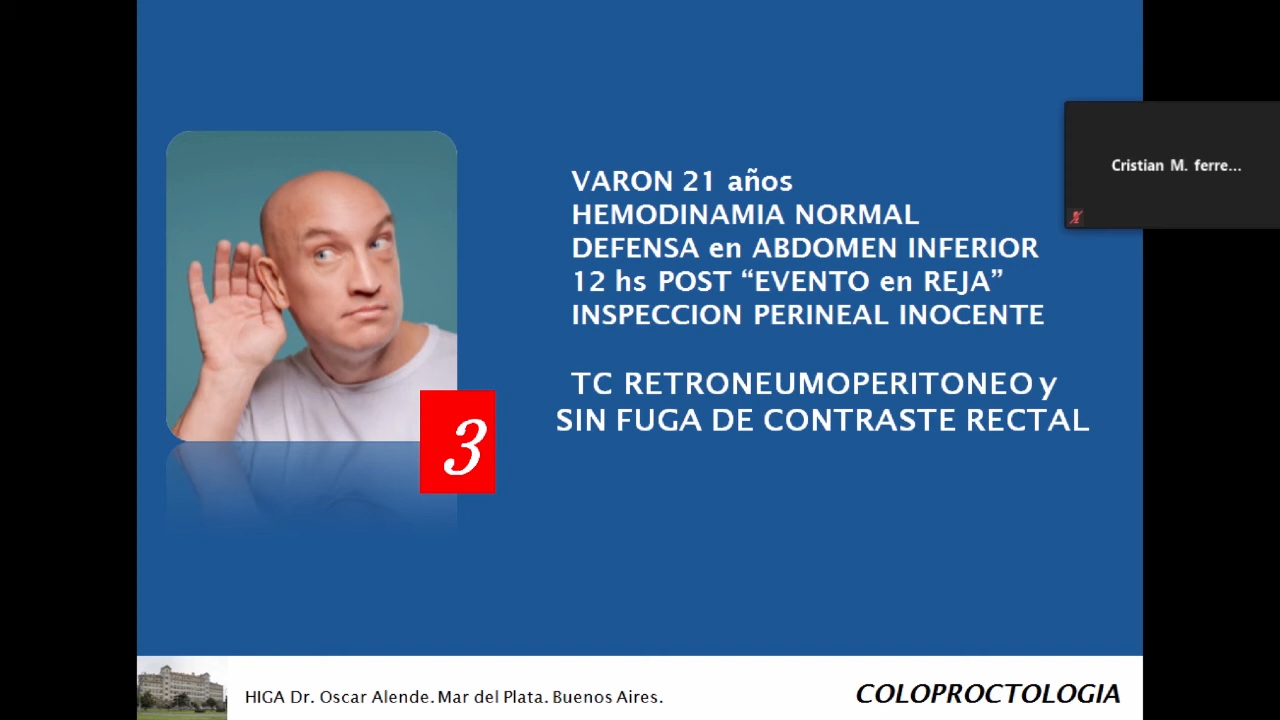 VARON 21 años
HEMODINAMIA NORMAL
DEFENSA en ABDOMEN INFERIOR
12 hs POST “EVENTO en REJA”
INSPECCION PERINEAL INOCENTE
TC RETRONEUMOPERITONEO y
SIN FUGA DE CONTRASTE RECTAL
3
Cristian M. ferre...
HIGA Dr. Oscar Alende. Mar del Plata. Buenos Aires.
COLOPROCTOLOGIA